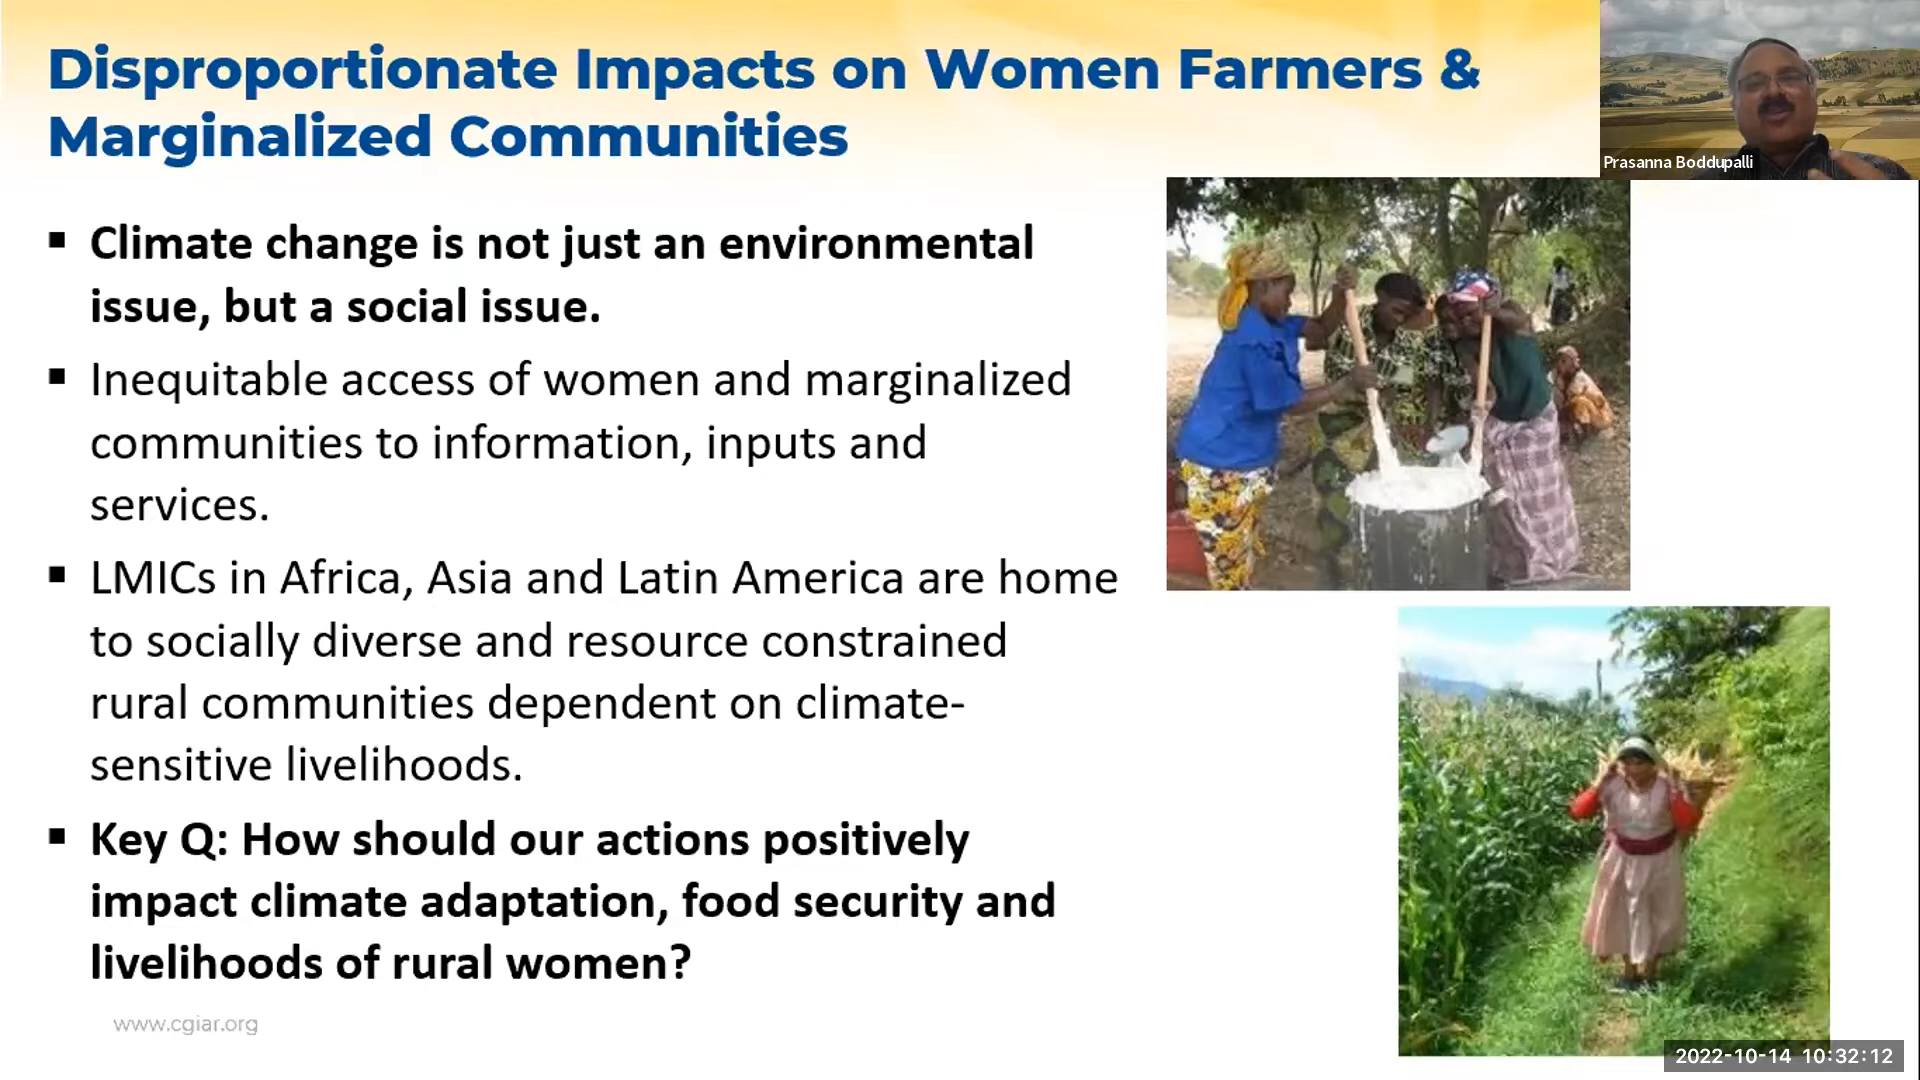 Disproportionate Impacts on Women Farmers &
Marginalized Communities
Prasanna Boddupalli
▪ Climate change is not just an environmental
issue, but a social issue.
▪ Inequitable access of women and marginalized
communities to information, inputs and
services.
▪ LMICs in Africa, Asia and Latin America are home
to socially diverse and resource constrained
rural communities dependent on climate-
sensitive livelihoods.
▪ Key Q: How should our actions positively
impact climate adaptation, food security and
livelihoods of rural women?
www.cgiar.org
2022-10-14 10:32:12